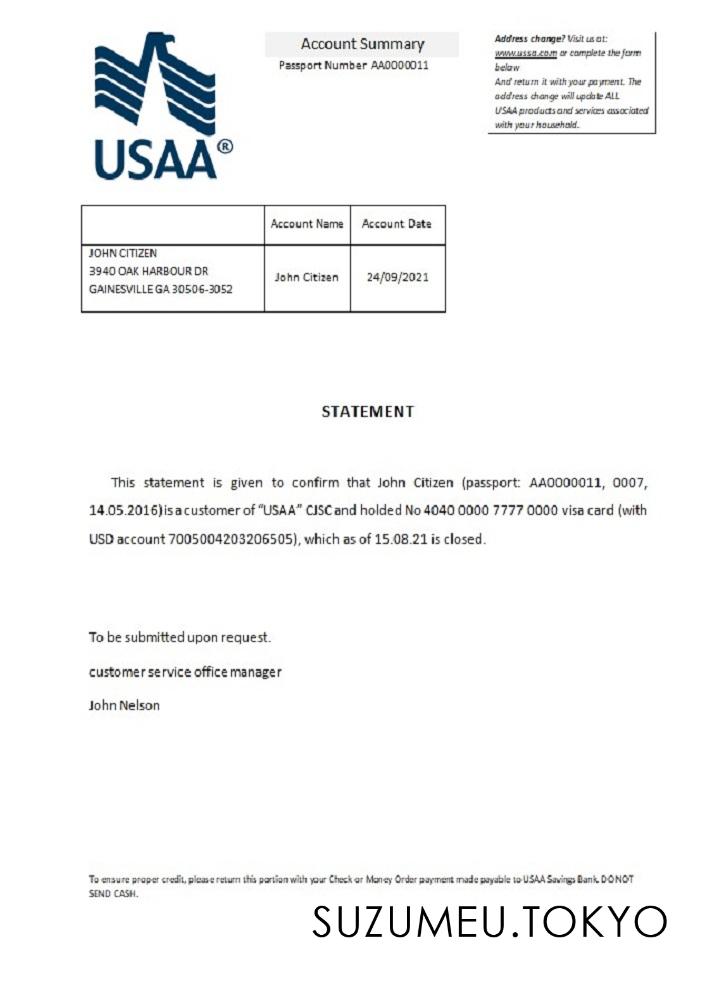 USAA®
Account Summary
Passport Number AA0000011
Address change? Visit us at:
www.ussa.com or complete the form
below
And return it with your payment. The
address change will update ALL
USAA products and services associated
with your household.
Account Name
Account Date
JOHN CITIZEN
3940 OAK HARBOUR DR
GAINESVILLE GA 30506-3052
John Citizen
24/09/2021
STATEMENT
This statement is given to confirm that John Citizen (passport: AA0000011, 0007,
14.05.2016) is a customer of “USAA” CJSC and holded No 4040 0000 7777 0000 visa card (with
USD account 7005004203206505), which as of 15.08.21 is closed.
To be submitted upon request.
customer service office manager
John Nelson
To ensure proper credit, please return this portion with your Check or Money Order payment made payable to USAA Savings Bank. DO NOT
SEND CASH.
SUZUMEU.TOKYO